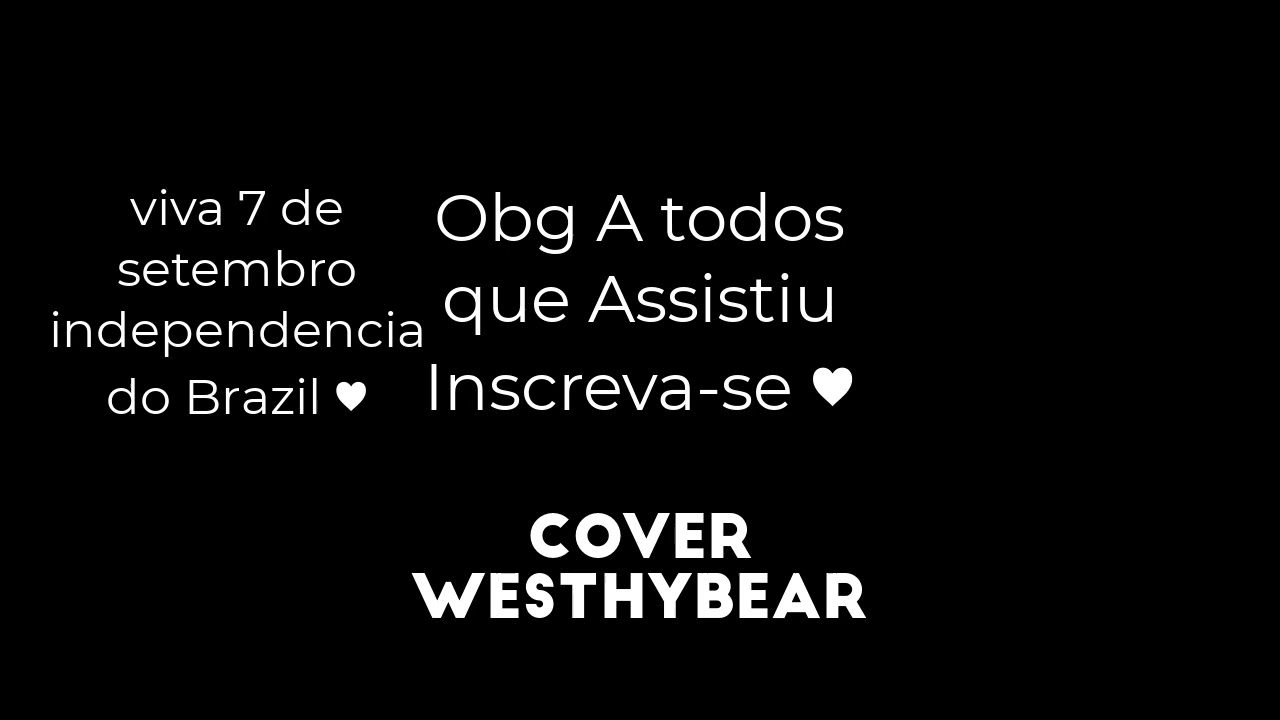 viva 7 de
setembro
independencia
do Brazil ♥
Obg A todos
que Assistiu
Inscreva-se ♥
COVER
WESTHYBEAR